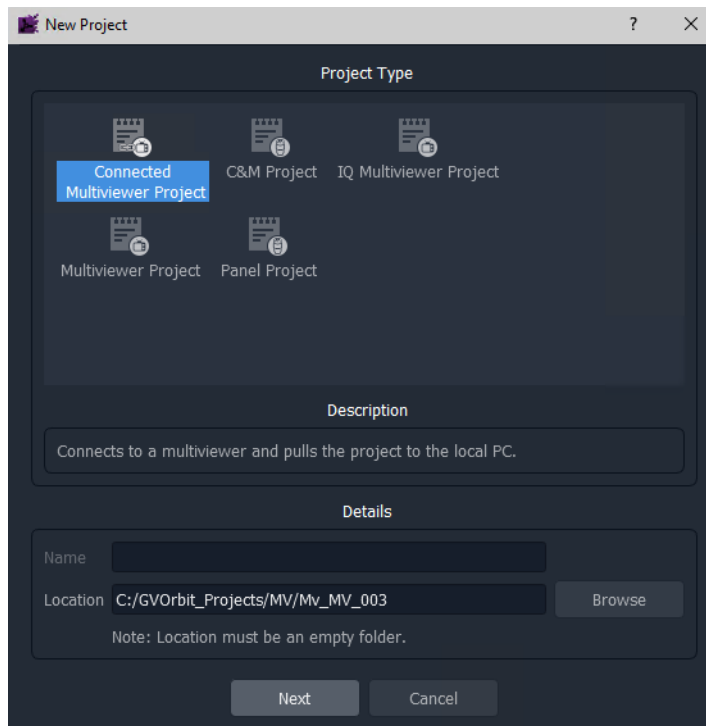 New Project
?
Project Type
Connected
Multiviewer Project
C&M Project
IQ Multiviewer Project
Multiviewer Project
Panel Project
Description
Connects to a multiviewer and pulls the project to the local PC.
Details
Name
Location C:/GVOrbit_Projects/MV/Mv_MV_003 Browse
Note: Location must be an empty folder.
Next Cancel